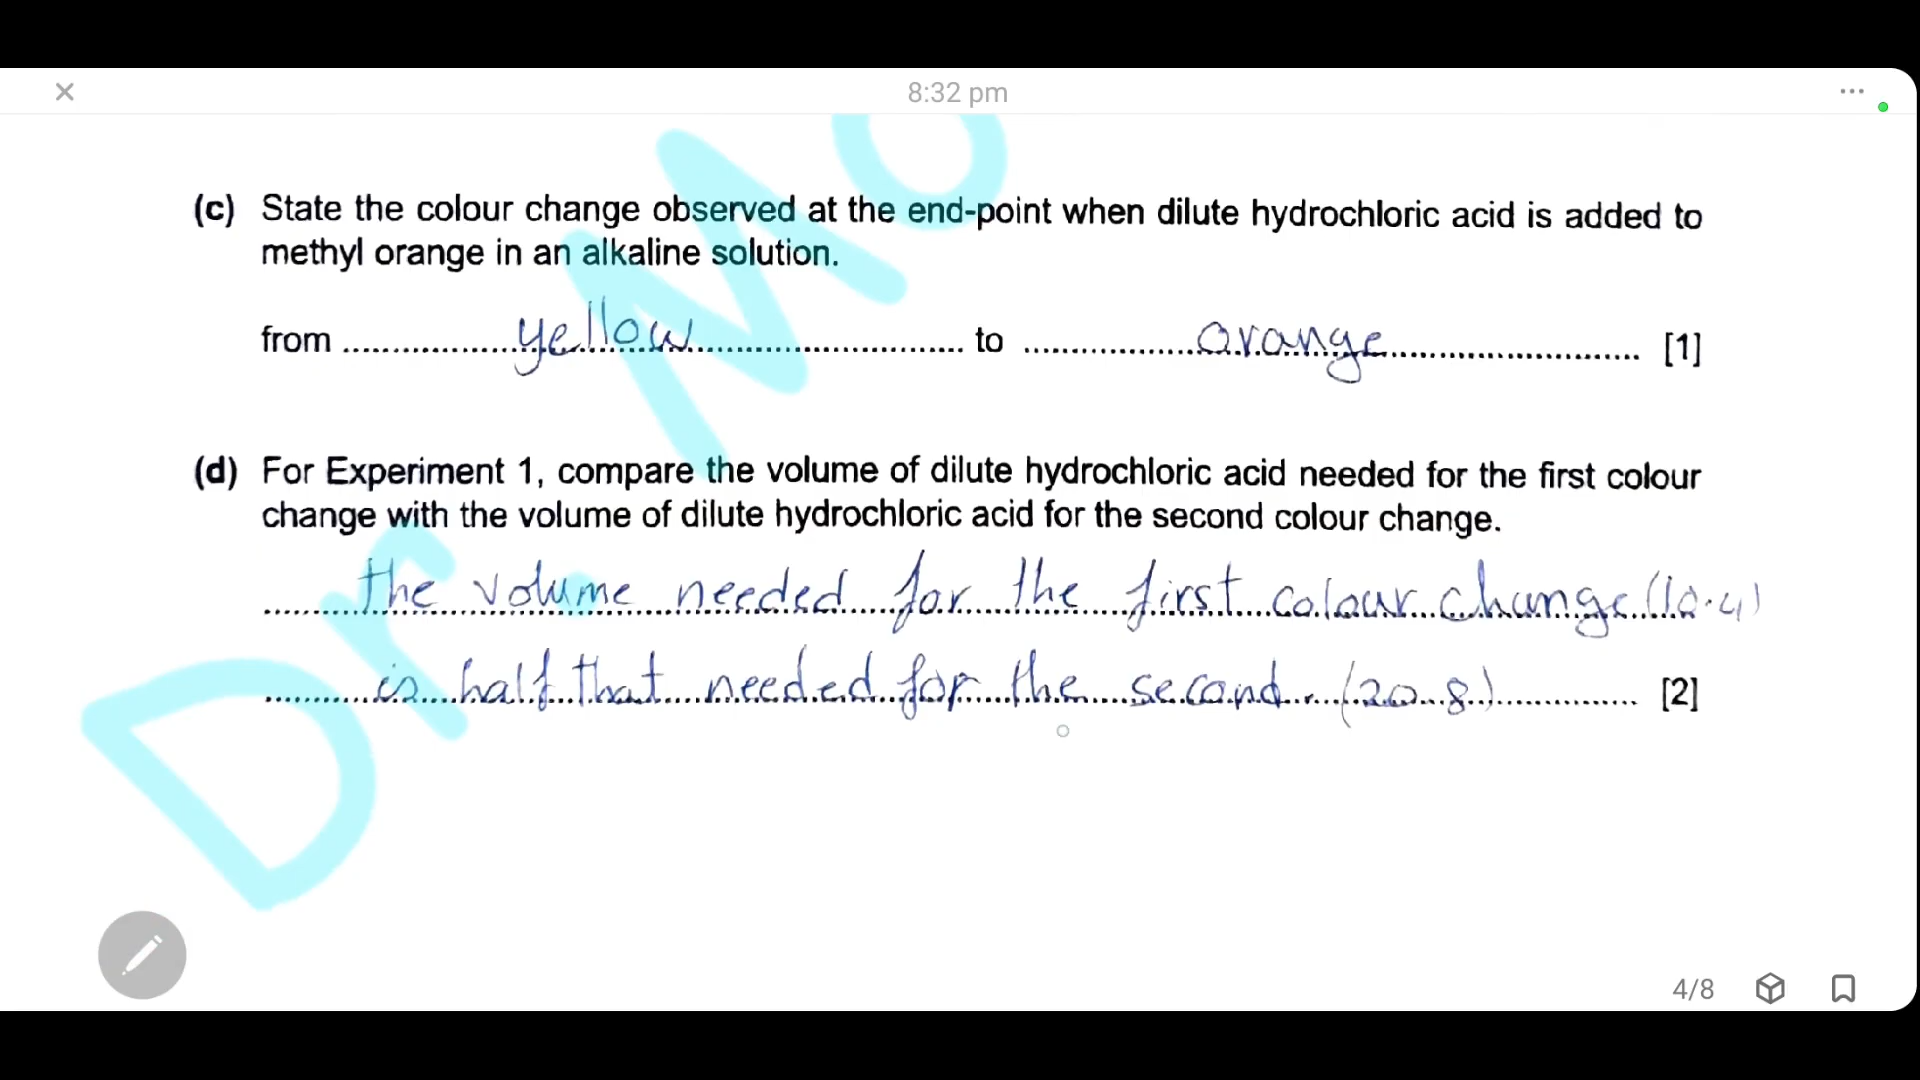 8:32 pm
(c) State the colour change observed at the end-point when dilute hydrochloric acid is added to
methyl orange in an alkaline solution.
from yellow to orange [1]
(d) For Experiment 1, compare the volume of dilute hydrochloric acid needed for the first colour
change with the volume of dilute hydrochloric acid for the second colour change.
the volume needed for the first colour change (10.4)
is half that needed for the second. (20.8) [2]
Dr. Mo
4/8